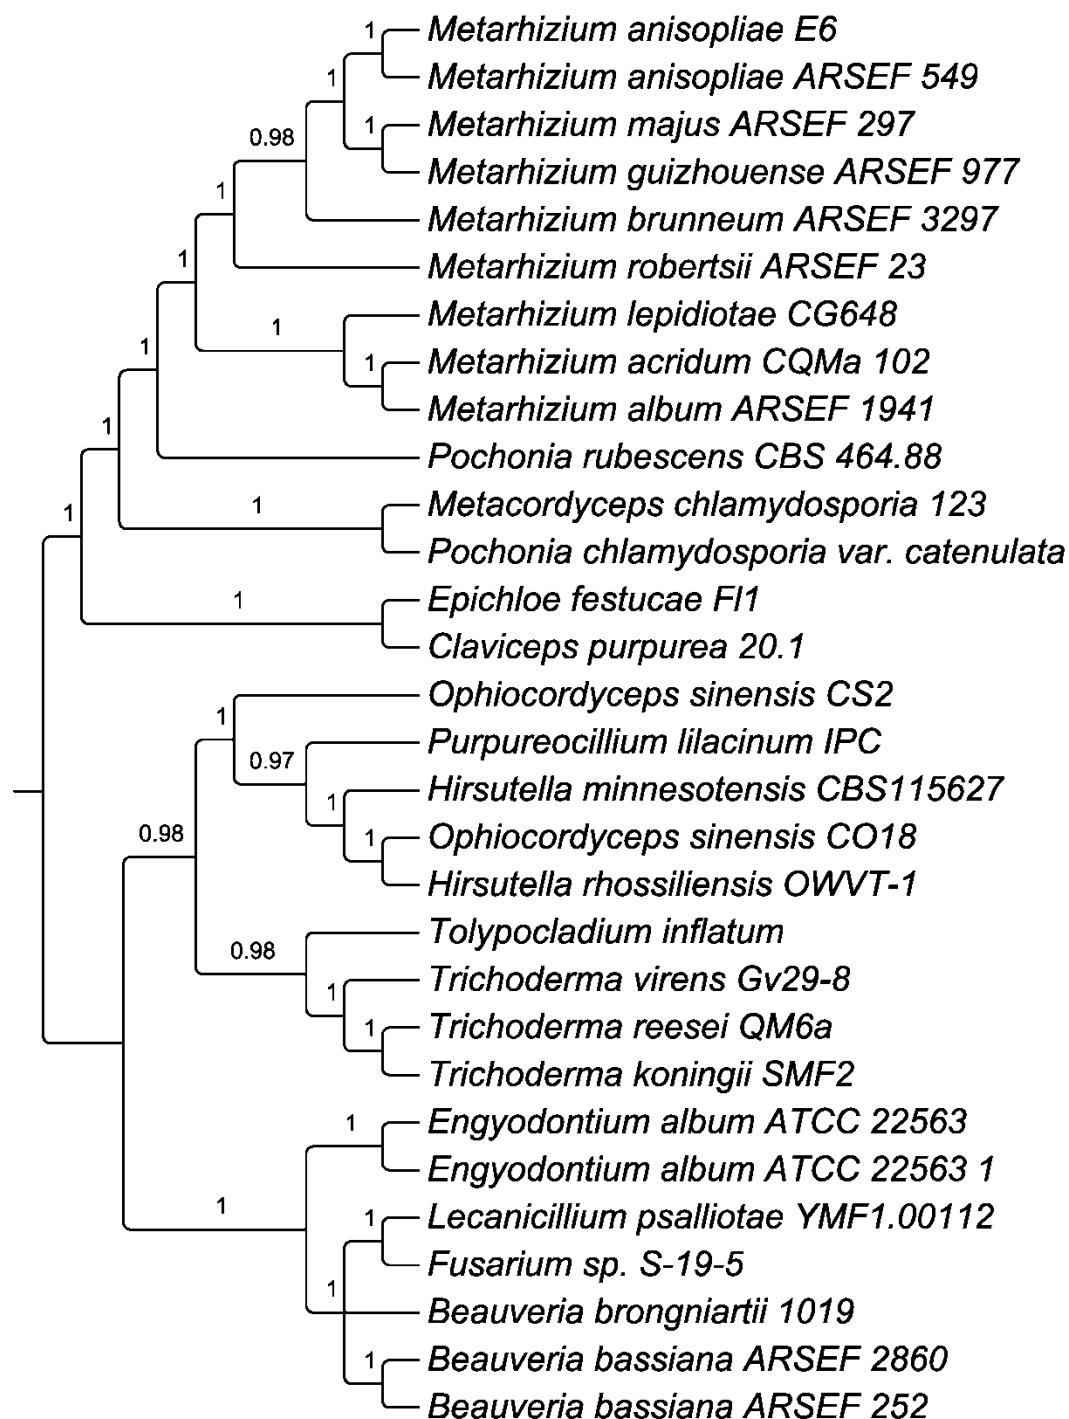 1
Metarhizium anisopliae E6
1
Metarhizium anisopliae ARSEF 549
1
Metarhizium majus ARSEF 297
0.98
Metarhizium guizhouense ARSEF 977
1
Metarhizium brunneum ARSEF 3297
1
Metarhizium robertsii ARSEF 23
1
Metarhizium lepidiotae CG648
1
1
Metarhizium acridum CQMa 102
Metarhizium album ARSEF 1941
1
Pochonia rubescens CBS 464.88
1
Metacordyceps chlamydosporia 123
1
Pochonia chlamydosporia var. catenulata
1
Epichloe festucae Fl1
Claviceps purpurea 20.1
Ophiocordyceps sinensis CS2
1
Purpureocillium lilacinum IPC
0.97
Hirsutella minnesotensis CBS115627
1
0.98
1
Ophiocordyceps sinensis CO18
Hirsutella rhossiliensis OWVT-1
Tolypocladium inflatum
0.98
Trichoderma virens Gv29-8
1
1
Trichoderma reesei QM6a
Trichoderma koningii SMF2
1
Engyodontium album ATCC 22563
Engyodontium album ATCC 22563 1
1
1
Lecanicillium psalliotae YMF1.00112
Fusarium sp. S-19-5
1
Beauveria brongniartii 1019
1
Beauveria bassiana ARSEF 2860
Beauveria bassiana ARSEF 252